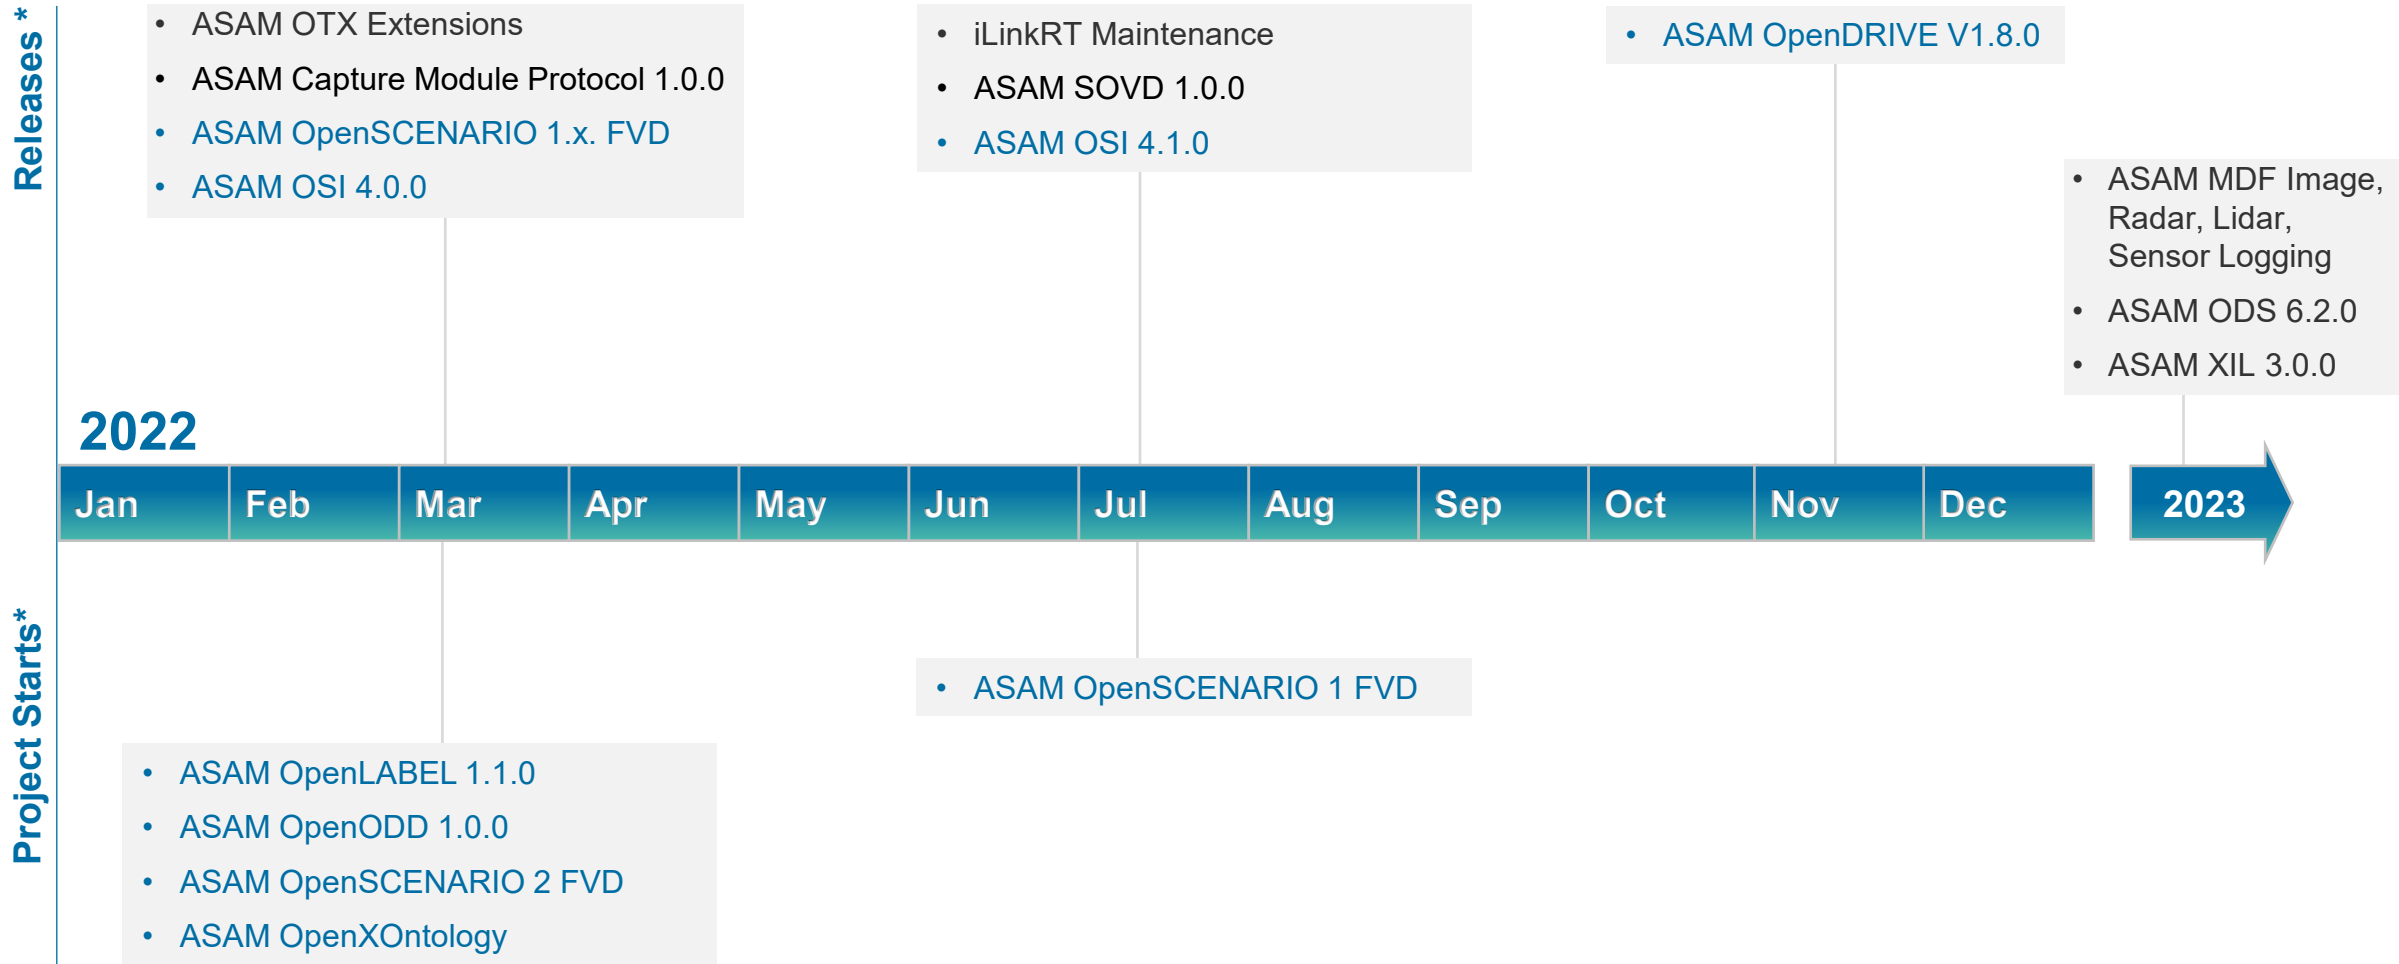 Releases *
• ASAM OTX Extensions
• ASAM Capture Module Protocol 1.0.0
• ASAM OpenSCENARIO 1.x. FVD
• ASAM OSI 4.0.0
• iLinkRT Maintenance
• ASAM SOVD 1.0.0
• ASAM OSI 4.1.0
• ASAM OpenDRIVE V1.8.0
• ASAM MDF Image,
Radar, Lidar,
Sensor Logging
• ASAM ODS 6.2.0
• ASAM XIL 3.0.0
2022
Jan Feb Mar Apr May Jun Jul Aug Sep Oct Nov Dec 2023
Project Starts*
• ASAM OpenSCENARIO 1 FVD
• ASAM OpenLABEL 1.1.0
• ASAM OpenODD 1.0.0
• ASAM OpenSCENARIO 2 FVD
• ASAM OpenXOntology